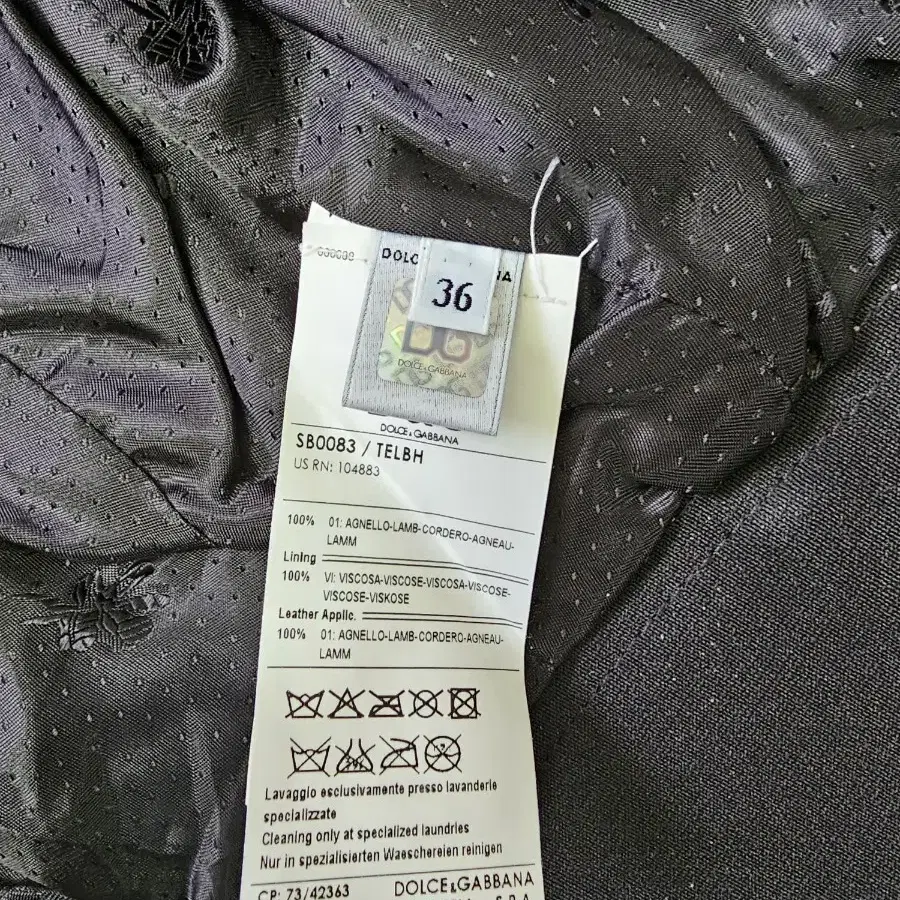 DOLC
NA
36
DG
DOLCE&GABBANA
DOLCE & GABBANA
SB0083 / TELBH
US RN: 104883
100% 01: AGNELLO-LAMB-CORDERO-AGNEAU-
LAMM
Lining
100% VI: VISCOSA-VISCOSE-VISCOSA-VISCOSE-
VISCOSE-VISKOSE
Leather Applic.
100% 01: AGNELLO-LAMB-CORDERO-AGNEAU-
LAMM
Lavaggio esclusivamente presso lavanderie
specializzate
Cleaning only at specialized laundries
Nur in spezialisierten Waeschereien reinigen
CP: 73/42363 DOLCE&GABBANA